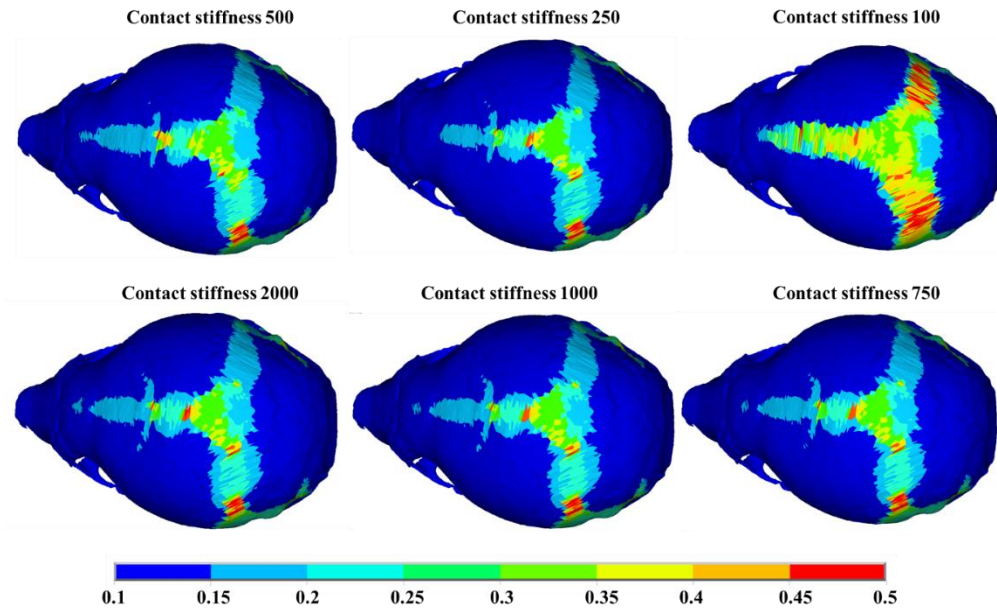 Contact stiffness 500
Contact stiffness 250
Contact stiffness 100
Contact stiffness 2000
Contact stiffness 1000
Contact stiffness 750
0.1 0.15 0.2 0.25 0.3 0.35 0.4 0.45 0.5